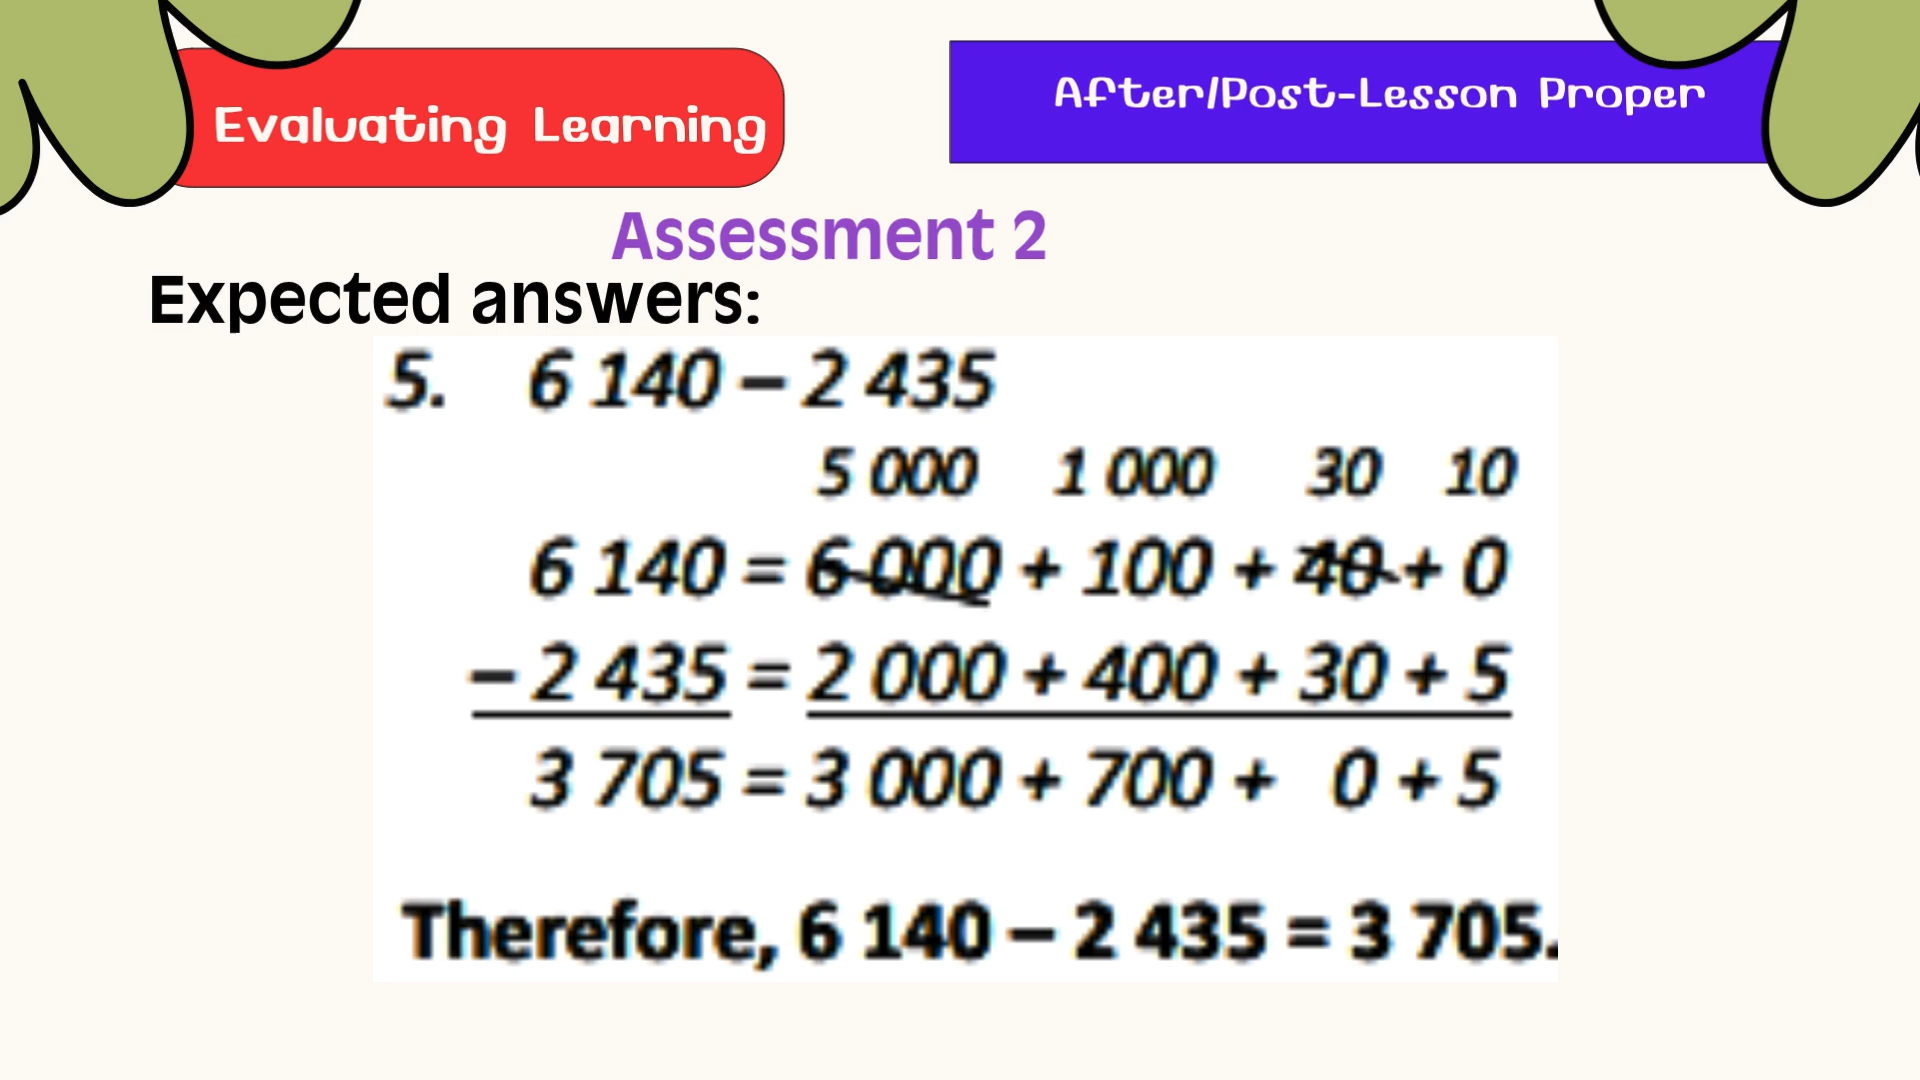 Evaluating Learning
After/Post-Lesson Proper
Assessment 2
Expected answers:
5. 6 140 – 2 435
5 000 1 000 30 10
6 140 = 6 000 + 100 + 40 + 0
– 2 435 = 2 000 + 400 + 30 + 5
3 705 = 3 000 + 700 + 0 + 5
Therefore, 6 140 – 2 435 = 3 705.